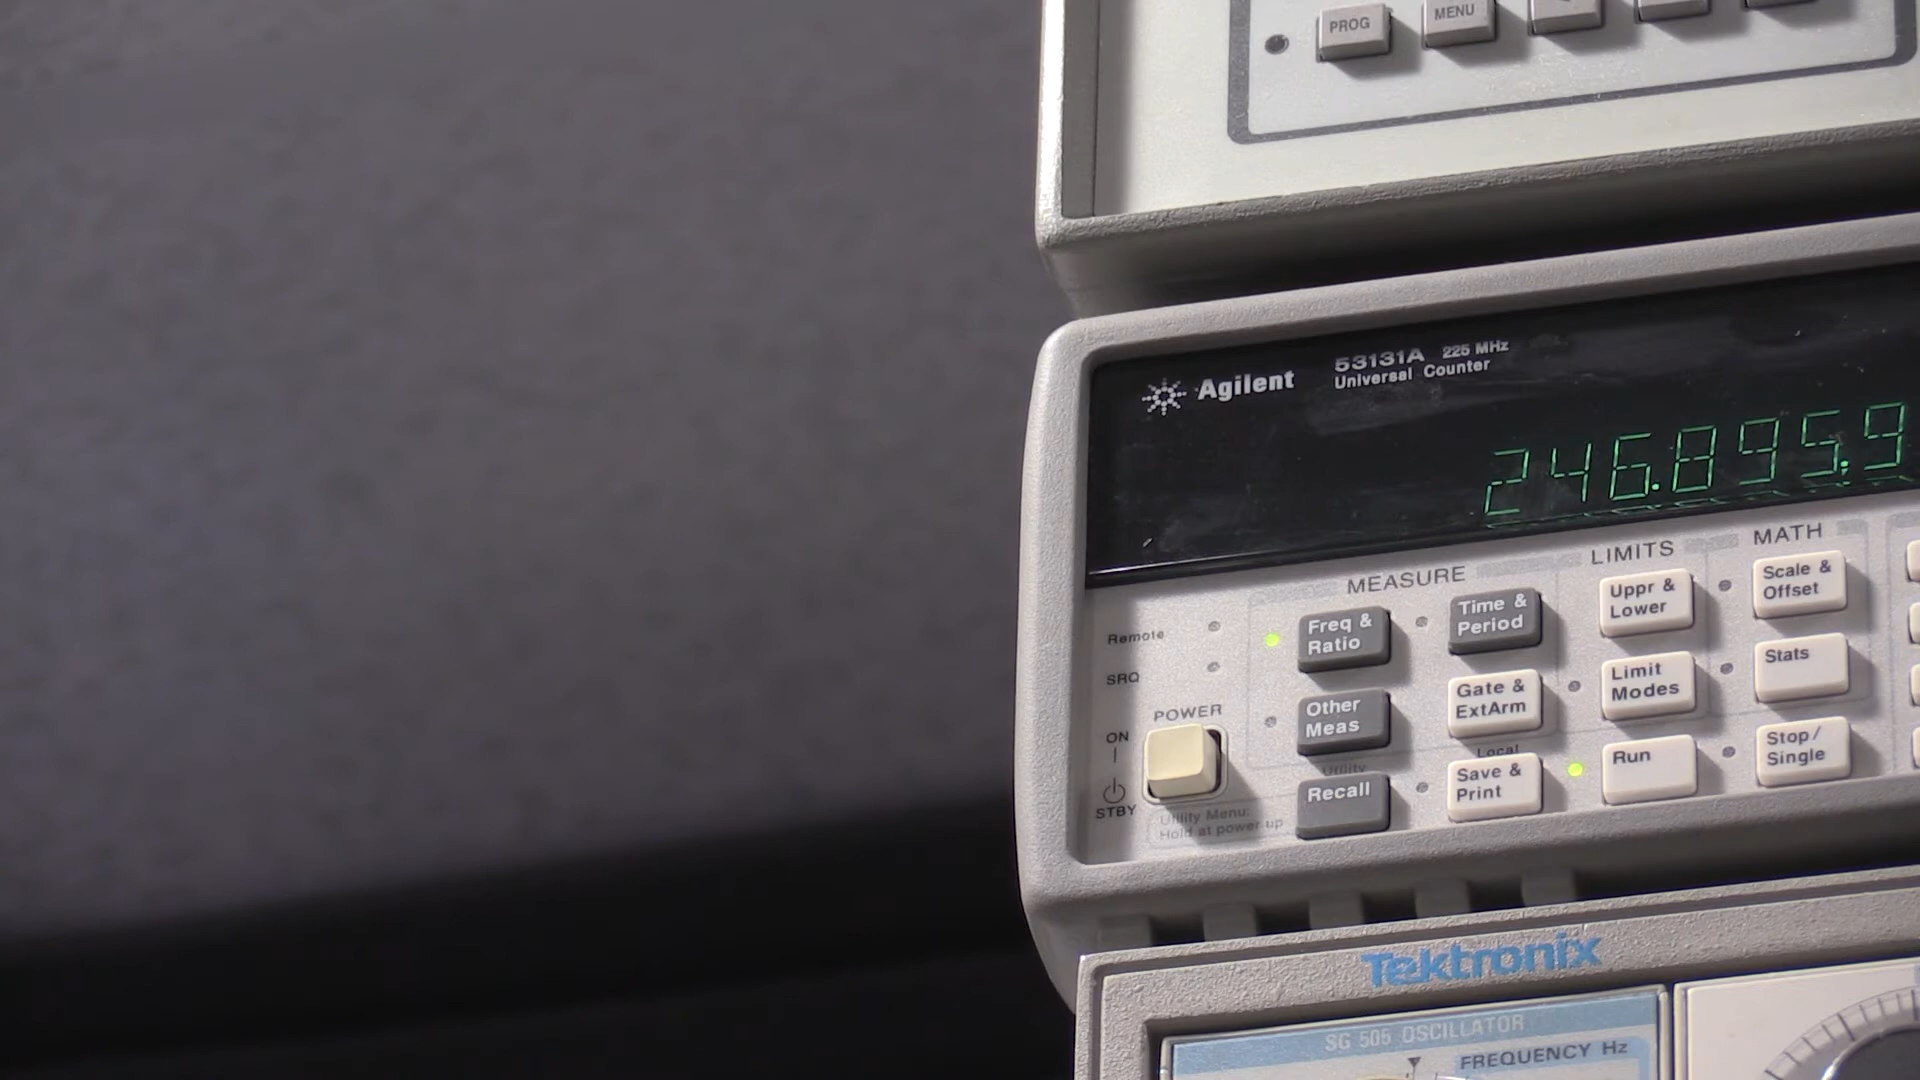 PROG
MENU
Agilent
53131A 225 MHz
Universal Counter
246.895.9
MEASURE
LIMITS
MATH
Remote
SRQ
POWER
ON
STBY
Utility Menu:
Hold at power up
Freq &
Ratio
Time &
Period
Uppr &
Lower
Scale &
Offset
Other
Meas
Gate &
ExtArm
Limit
Modes
Stats
Utility
Local
Recall
Save &
Print
Run
Stop/
Single
Tektronix
SG 505 OSCILLATOR
FREQUENCY Hz